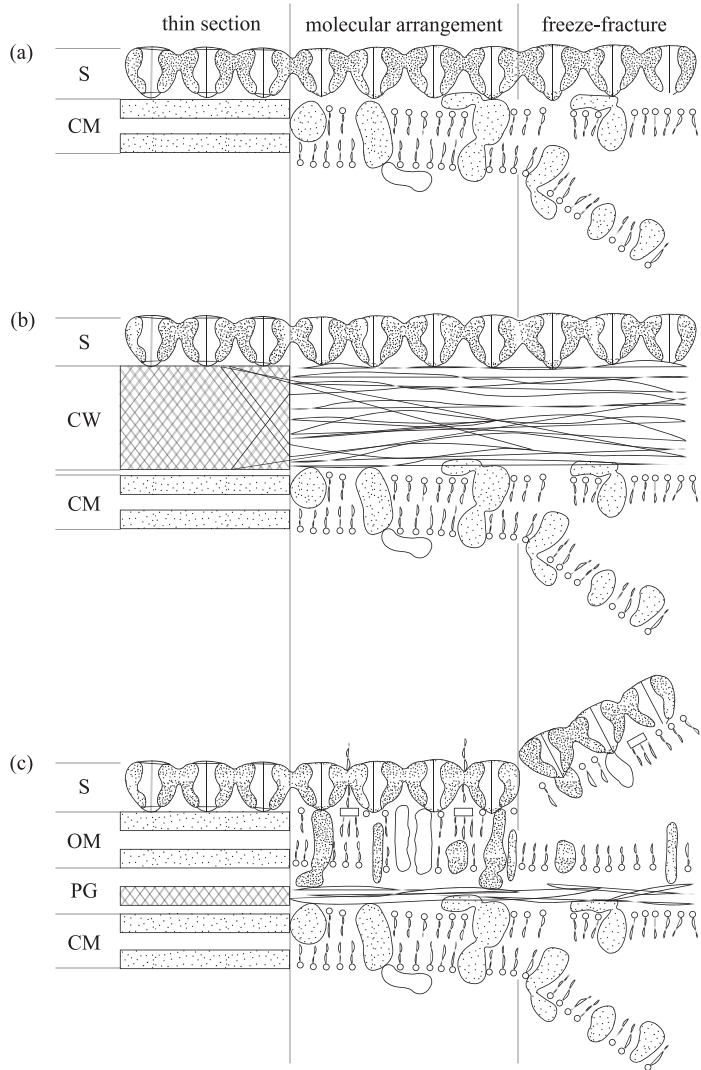 thin section molecular arrangement freeze-fracture
(a)
S
CM
(b)
S
CW
CM
(c)
S
OM
PG
CM